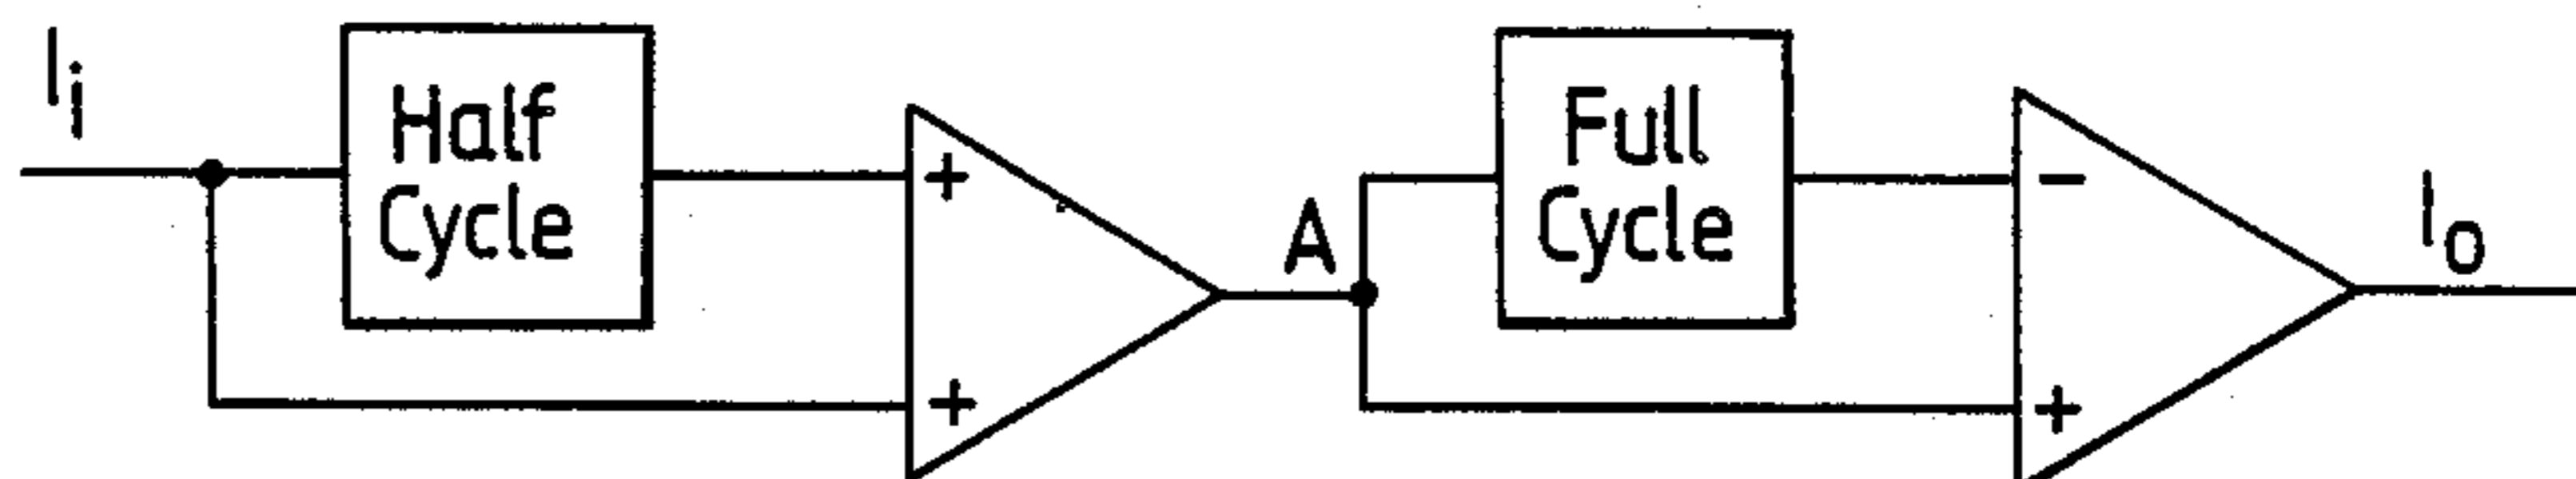 Ii
Half
Cycle
+
+
A
Full
Cycle
−
+
Io